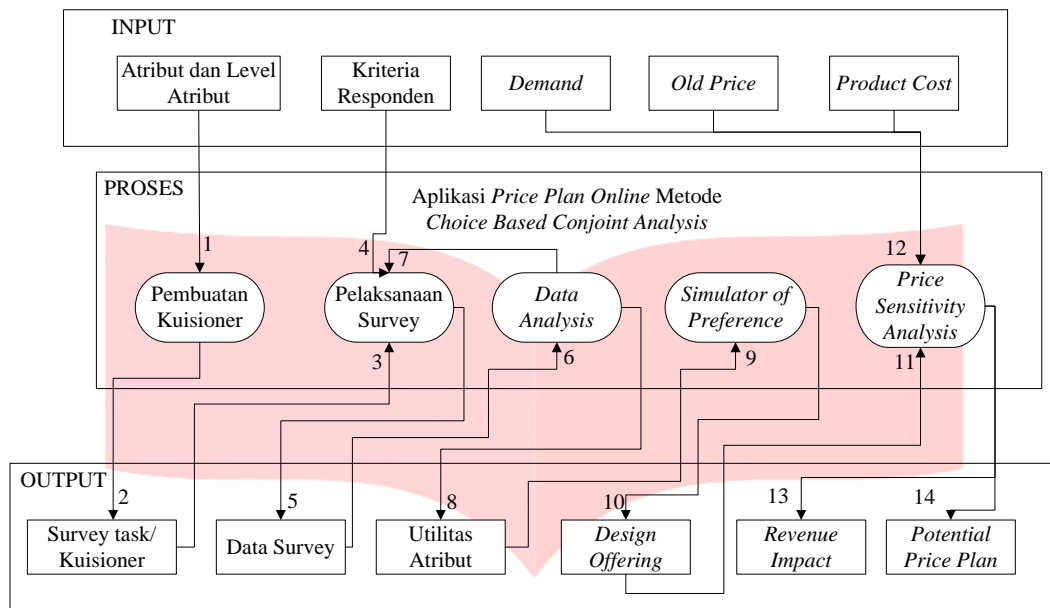 INPUT
Atribut dan Level
Atribut
Kriteria
Responden
Demand
Old Price
Product Cost
PROSES
Aplikasi Price Plan Online Metode
Choice Based Conjoint Analysis
1
4
7
12
Pembuatan
Kuisioner
Pelaksanaan
Survey
Data
Analysis
Simulator of
Preference
Price
Sensitivity
Analysis
3
6
9
11
OUTPUT
2
5
8
10
13
14
Survey task/
Kuisioner
Data Survey
Utilitas
Atribut
Design
Offering
Revenue
Impact
Potential
Price Plan